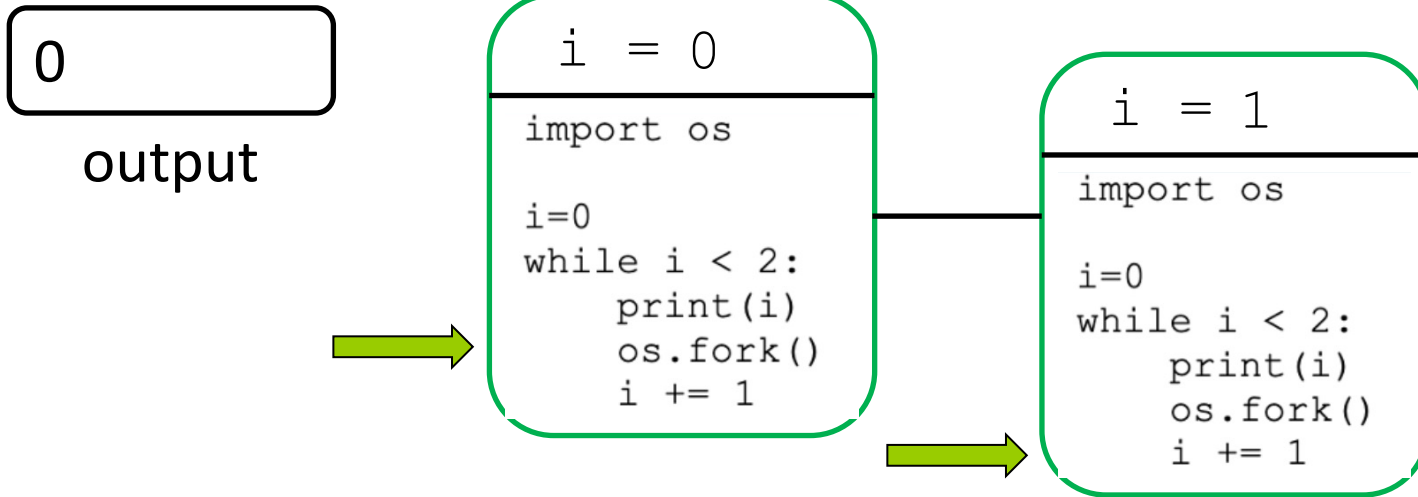 0
output
i = 0
import os
i=0
while i < 2:
print(i)
os.fork()
i += 1
i = 1
import os
i=0
while i < 2:
print(i)
os.fork()
i += 1